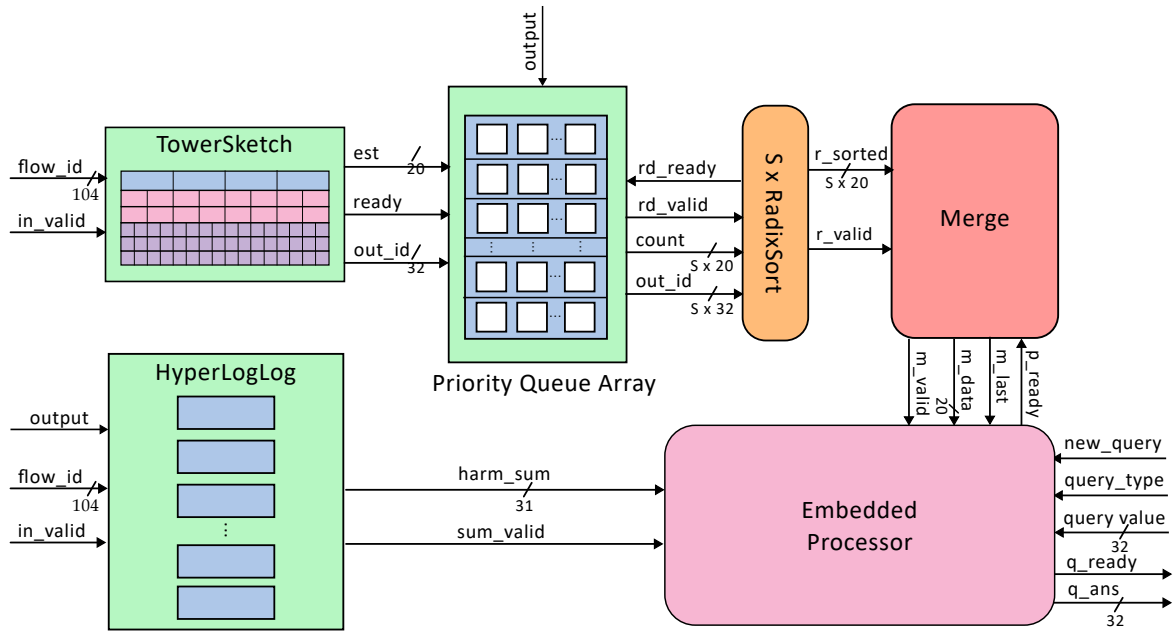 output
TowerSketch
flow_id
104
in_valid
est
20
ready
out_id
32
...
...
...
⋮ ⋮ ⋮
...
...
Priority Queue Array
rd_ready
rd_valid
count
S x 20
out_id
S x 32
S x RadixSort
r_sorted
S x 20
r_valid
Merge
m_valid
m_data
20
m_last
p_ready
HyperLogLog
output
flow_id
104
in_valid
⋮
harm_sum
31
sum_valid
Embedded
Processor
new_query
query_type
query value
32
q_ready
q_ans
32